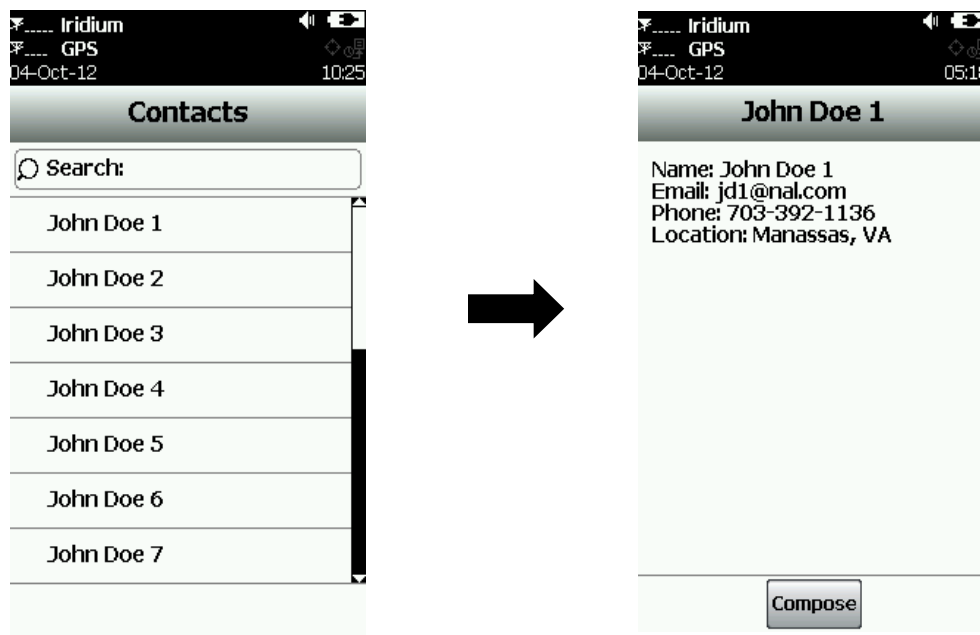 Iridium
GPS
04-Oct-12 10:25
Contacts
Search:
John Doe 1
John Doe 2
John Doe 3
John Doe 4
John Doe 5
John Doe 6
John Doe 7
Iridium
GPS
04-Oct-12
John Doe 1
Name: John Doe 1
Email: jd1@nal.com
Phone: 703-392-1136
Location: Manassas, VA
Compose